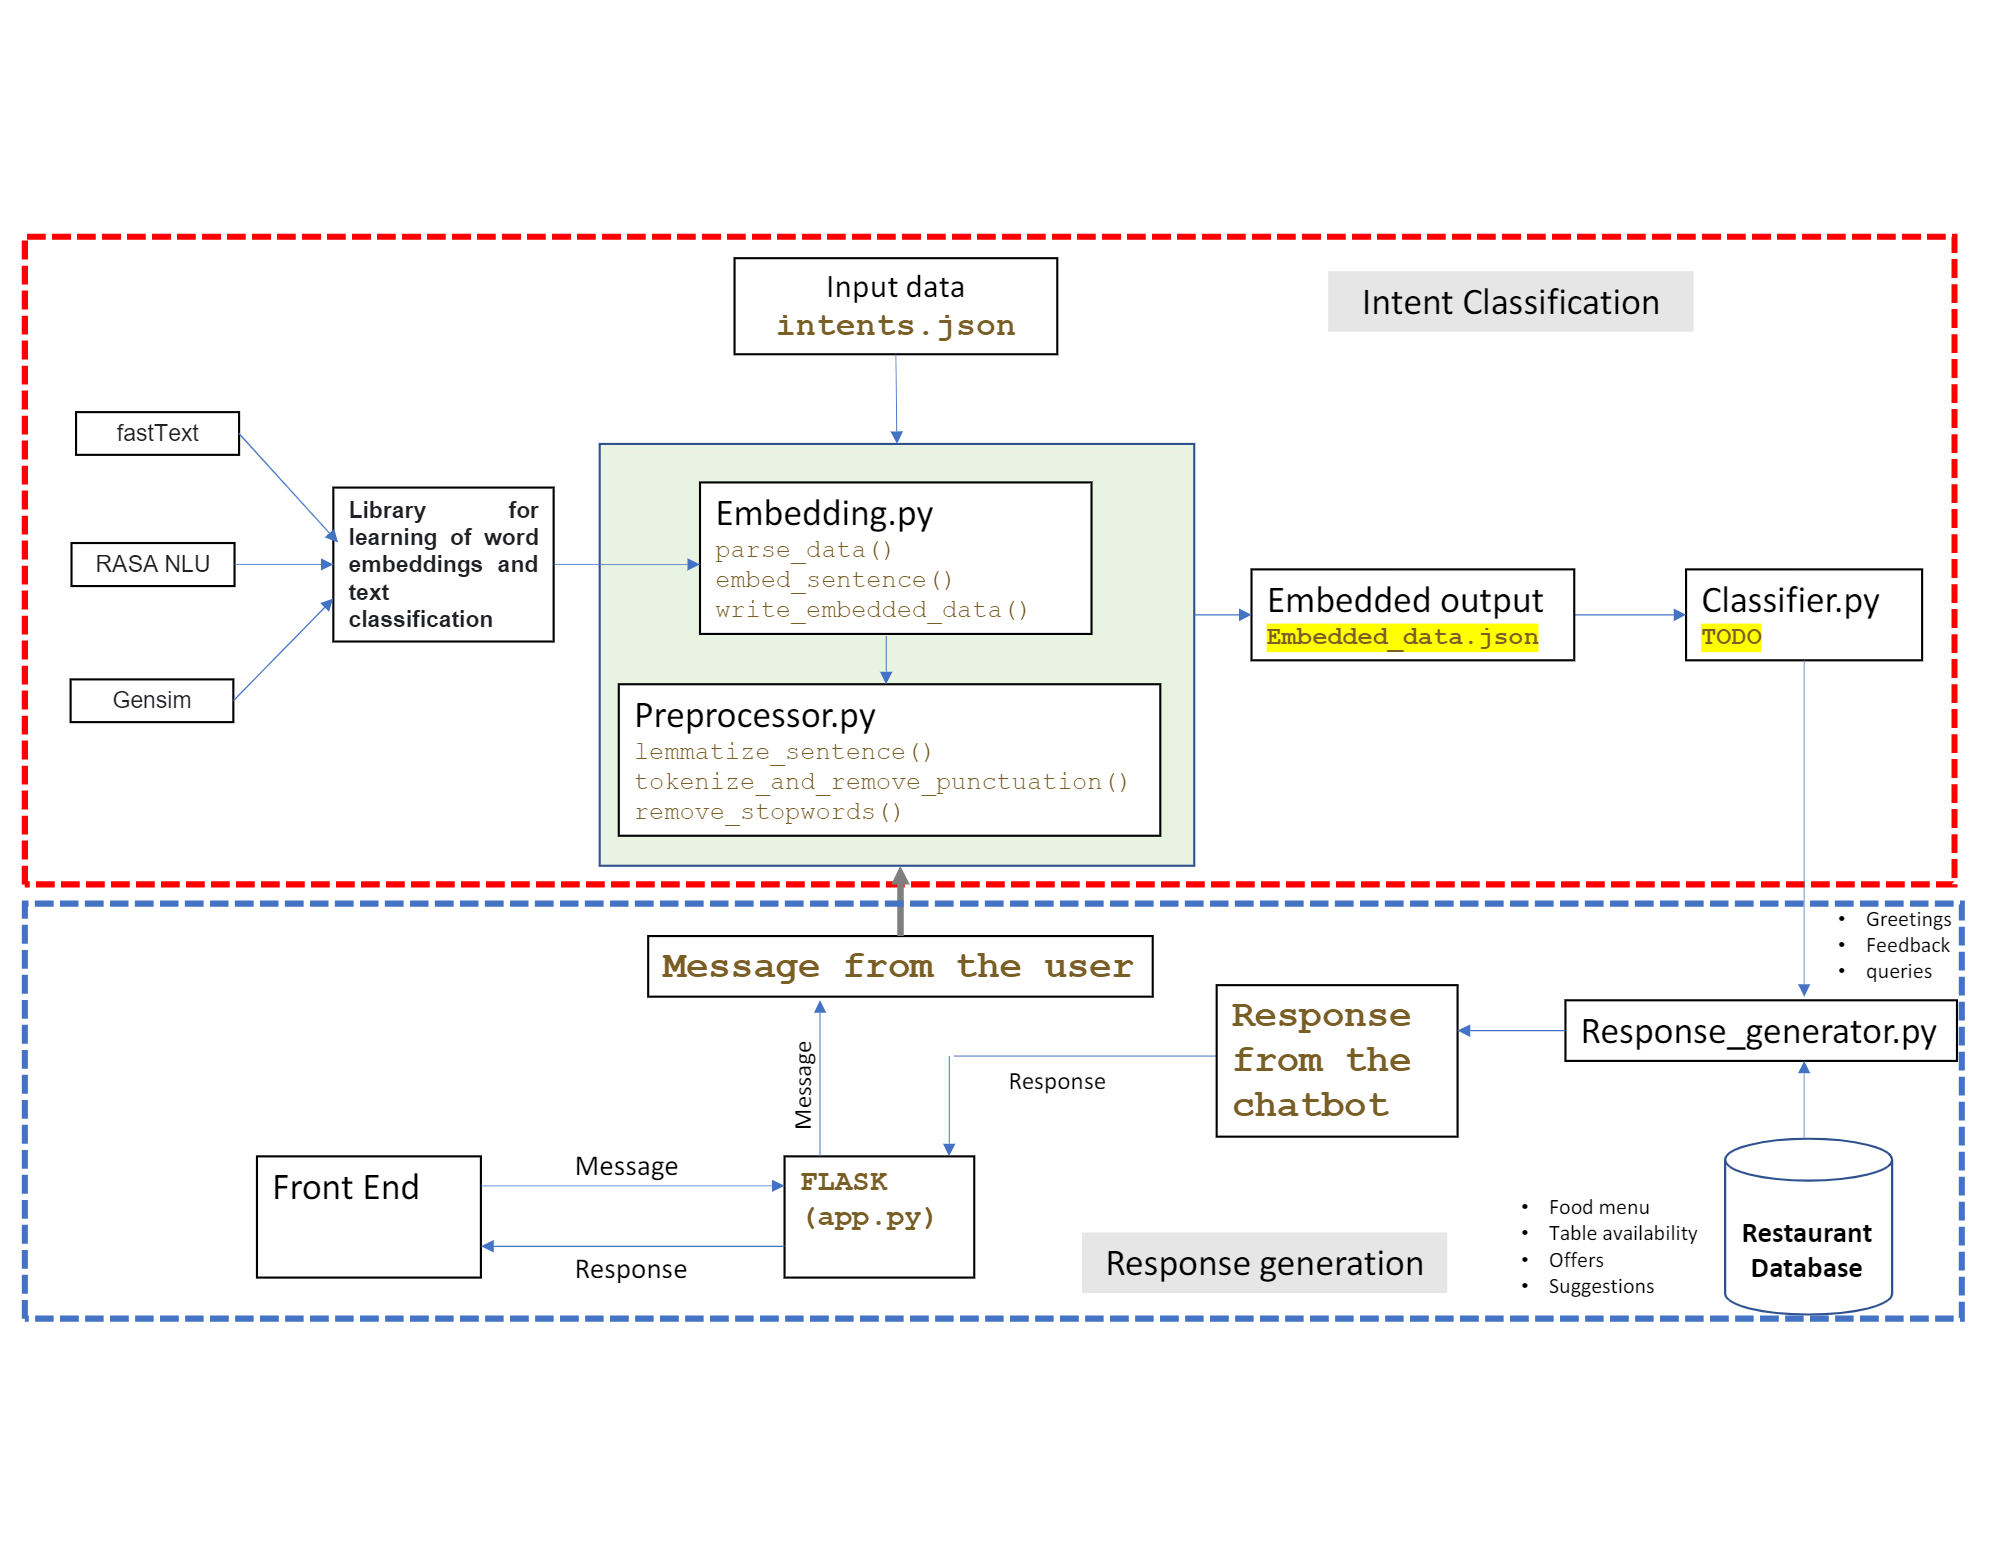 Input data
intents.json
Intent Classification
fastText
RASA NLU
Gensim
Library for
learning of word
embeddings and
text
classification
Embedding.py
parse_data()
embed_sentence()
write_embedded_data()
Preprocessor.py
lemmatize_sentence()
tokenize_and_remove_punctuation()
remove_stopwords()
Embedded output
Embedded_data.json
Classifier.py
TODO
• Greetings
• Feedback
• queries
Message from the user
Response
from the
chatbot
Response_generator.py
Message
Response
Front End
Message
Response
FLASK
(app.py)
Response generation
• Food menu
• Table availability
• Offers
• Suggestions
Restaurant
Database